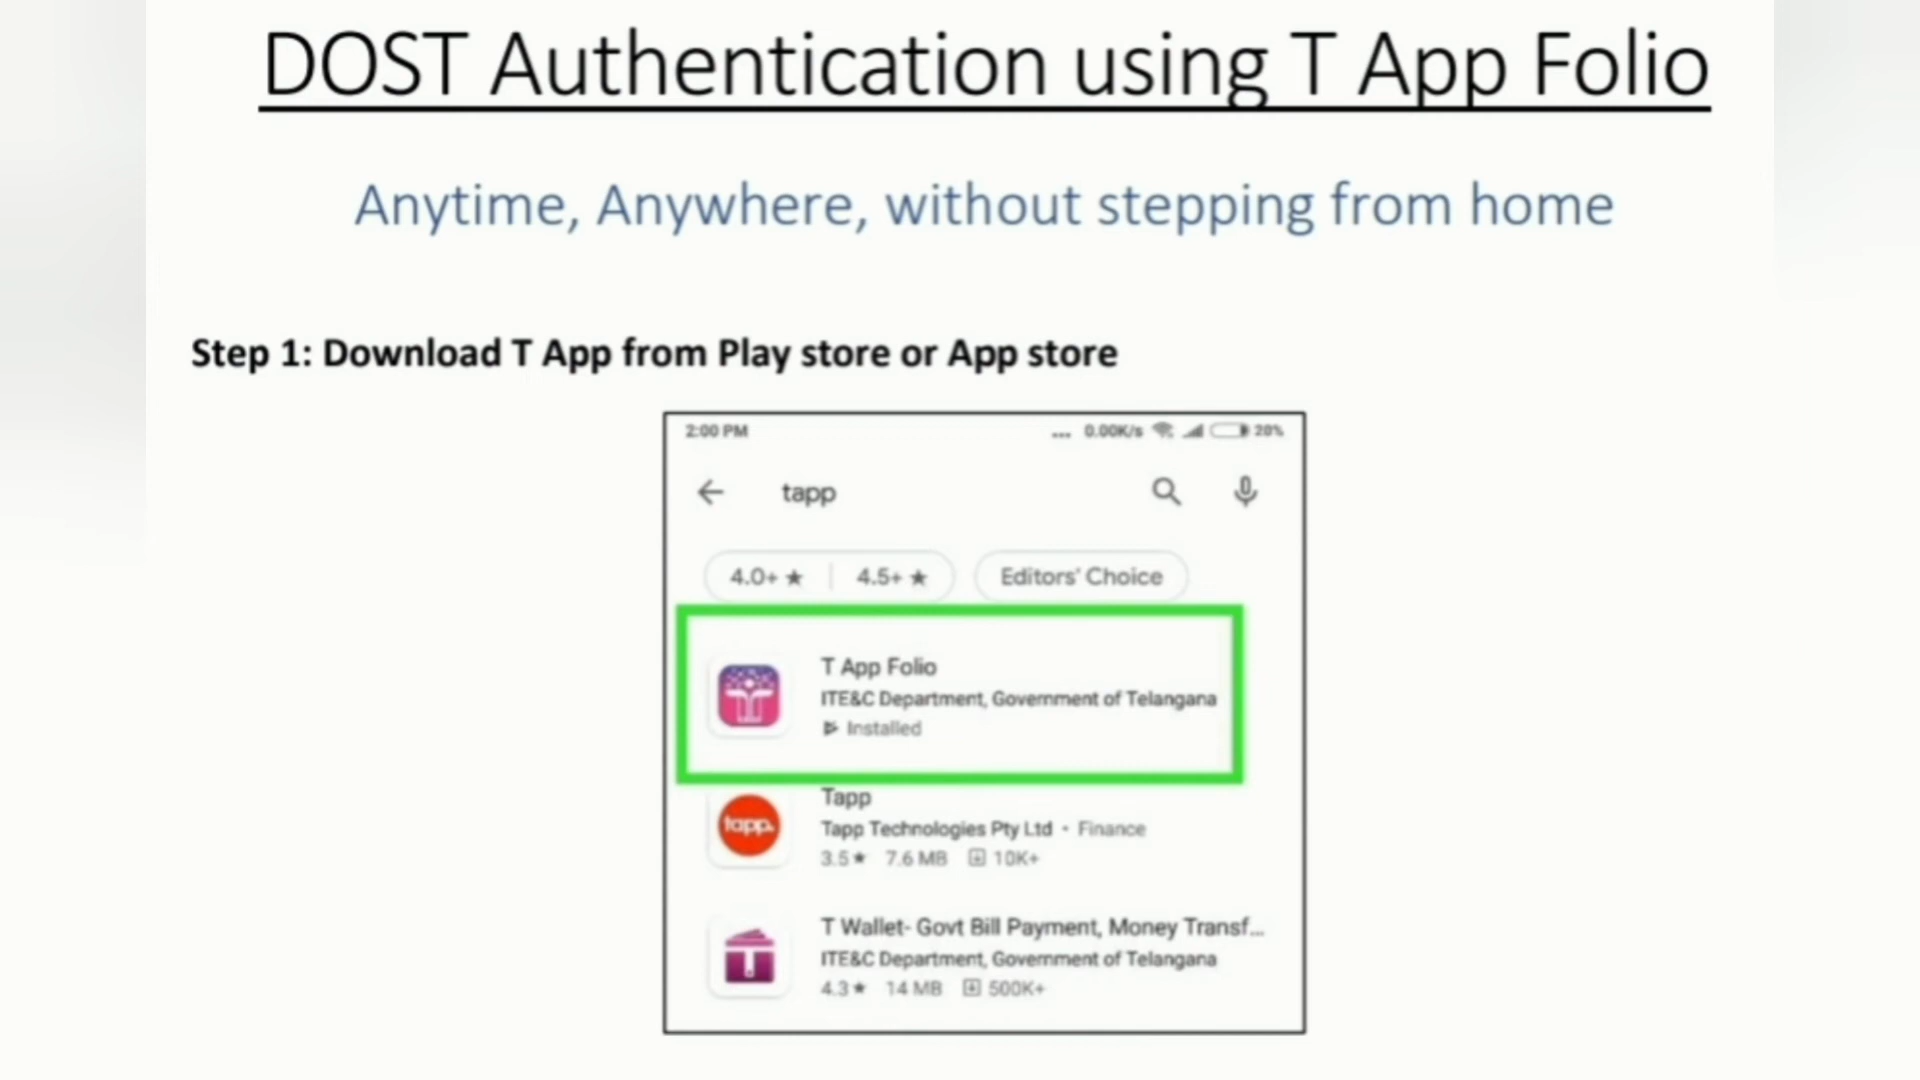 DOST Authentication using T App Folio
Anytime, Anywhere, without stepping from home
Step 1: Download T App from Play store or App store
2:00 PM ... 0.00K/s 20%
tapp
4.0+ ★ | 4.5+ ★ Editors' Choice
T App Folio
ITE&C Department, Government of Telangana
Installed
tapp.
Tapp
Tapp Technologies Pty Ltd • Finance
3.5 ★ 7.6 MB 10K+
T Wallet- Govt Bill Payment, Money Transf...
ITE&C Department, Government of Telangana
4.3 ★ 14 MB 500K+